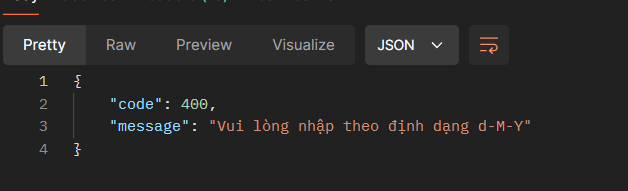 Pretty Raw Preview Visualize JSON
1 {
2 "code": 400,
3 "message": "Vui lòng nhập theo định dạng d-M-Y"
4 }